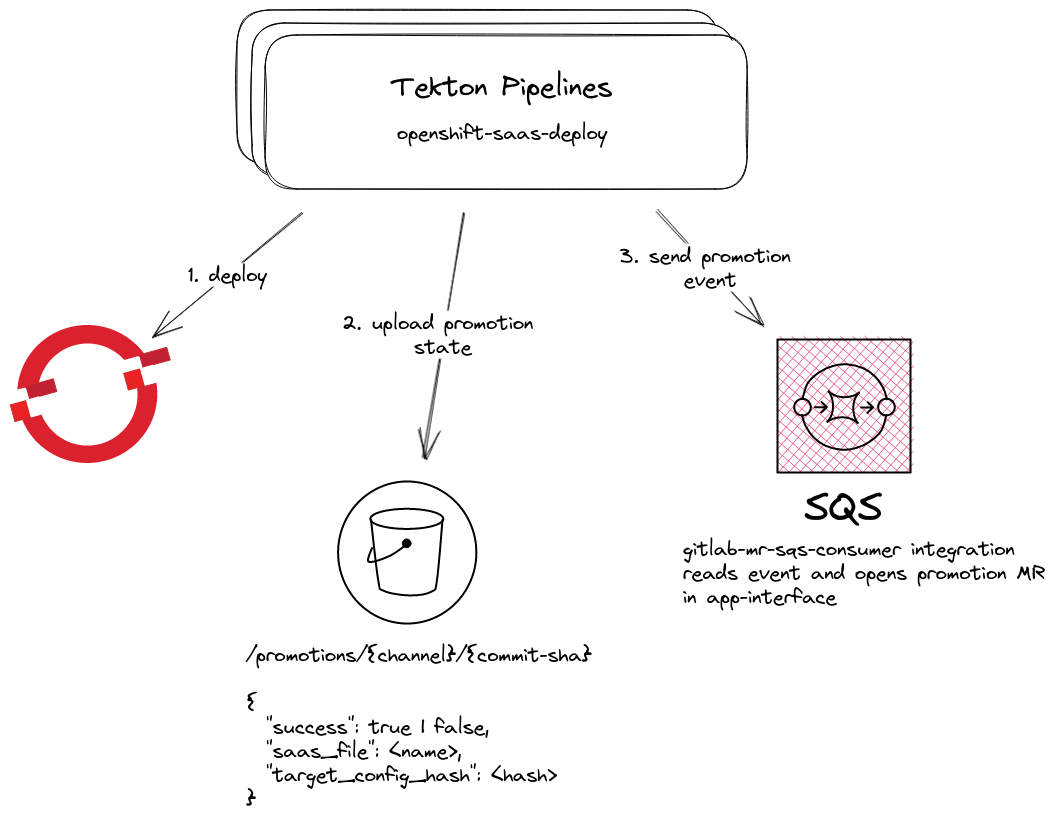 Tekton Pipelines
openshift-saas-deploy
1. deploy
2. upload promotion
state
3. send promotion
event
SQS
gitlab-mr-sqs-consumer integration
reads event and opens promotion MR
in app-interface
/promotions/{channel}/{commit-sha}
{
"success": true | false,
"saas_file": <name>,
"target_config_hash": <hash>
}